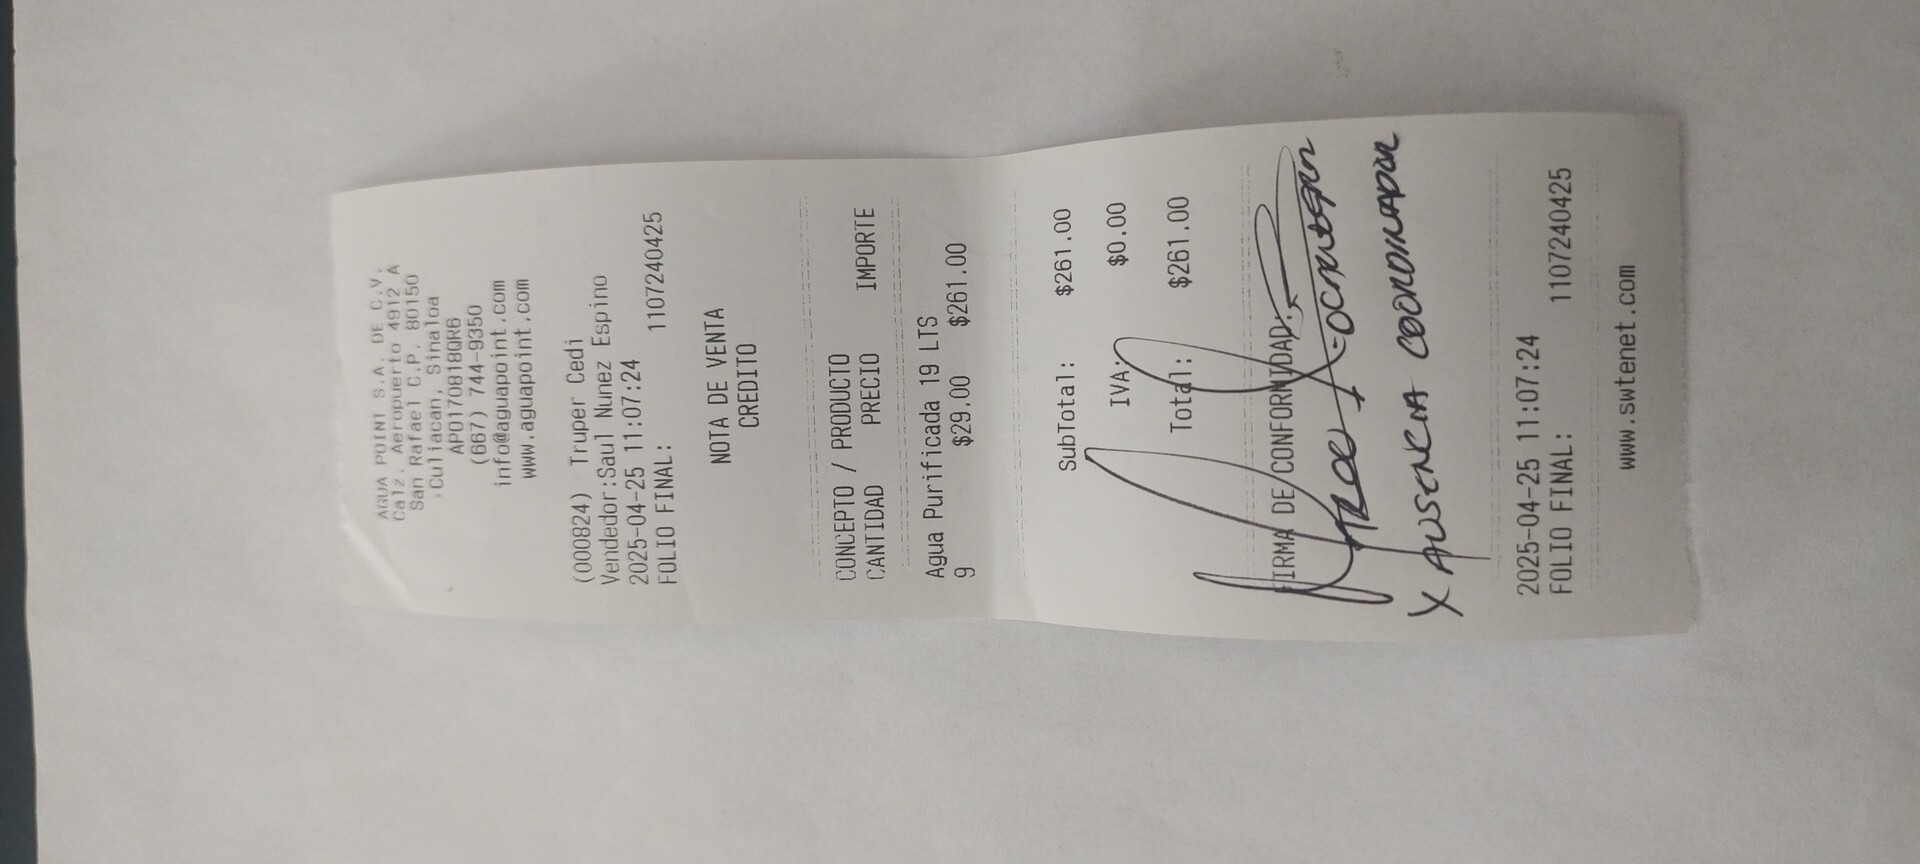 AGUA POINT S.A. DE C.V.
Calz. Aeropuerto 4912 A
San Rafael C.P. 80150
Culiacan, Sinaloa
APO170818QR6
(667) 744-9350
info@aguapoint.com
www.aguapoint.com
(000824) Truper Cedi
Vendedor:Saul Nunez Espino
2025-04-25 11:07:24
FOLIO FINAL: 1107240425
NOTA DE VENTA
CREDITO
CONCEPTO / PRODUCTO
CANTIDAD PRECIO IMPORTE
Agua Purificada 19 LTS
9 $29.00 $261.00
SubTotal: $261.00
IVA: $0.00
Total: $261.00
FIRMA DE CONFORMIDAD:
X AUSENCIA COORDINADOR
2025-04-25 11:07:24
FOLIO FINAL: 1107240425
www.swtenet.com